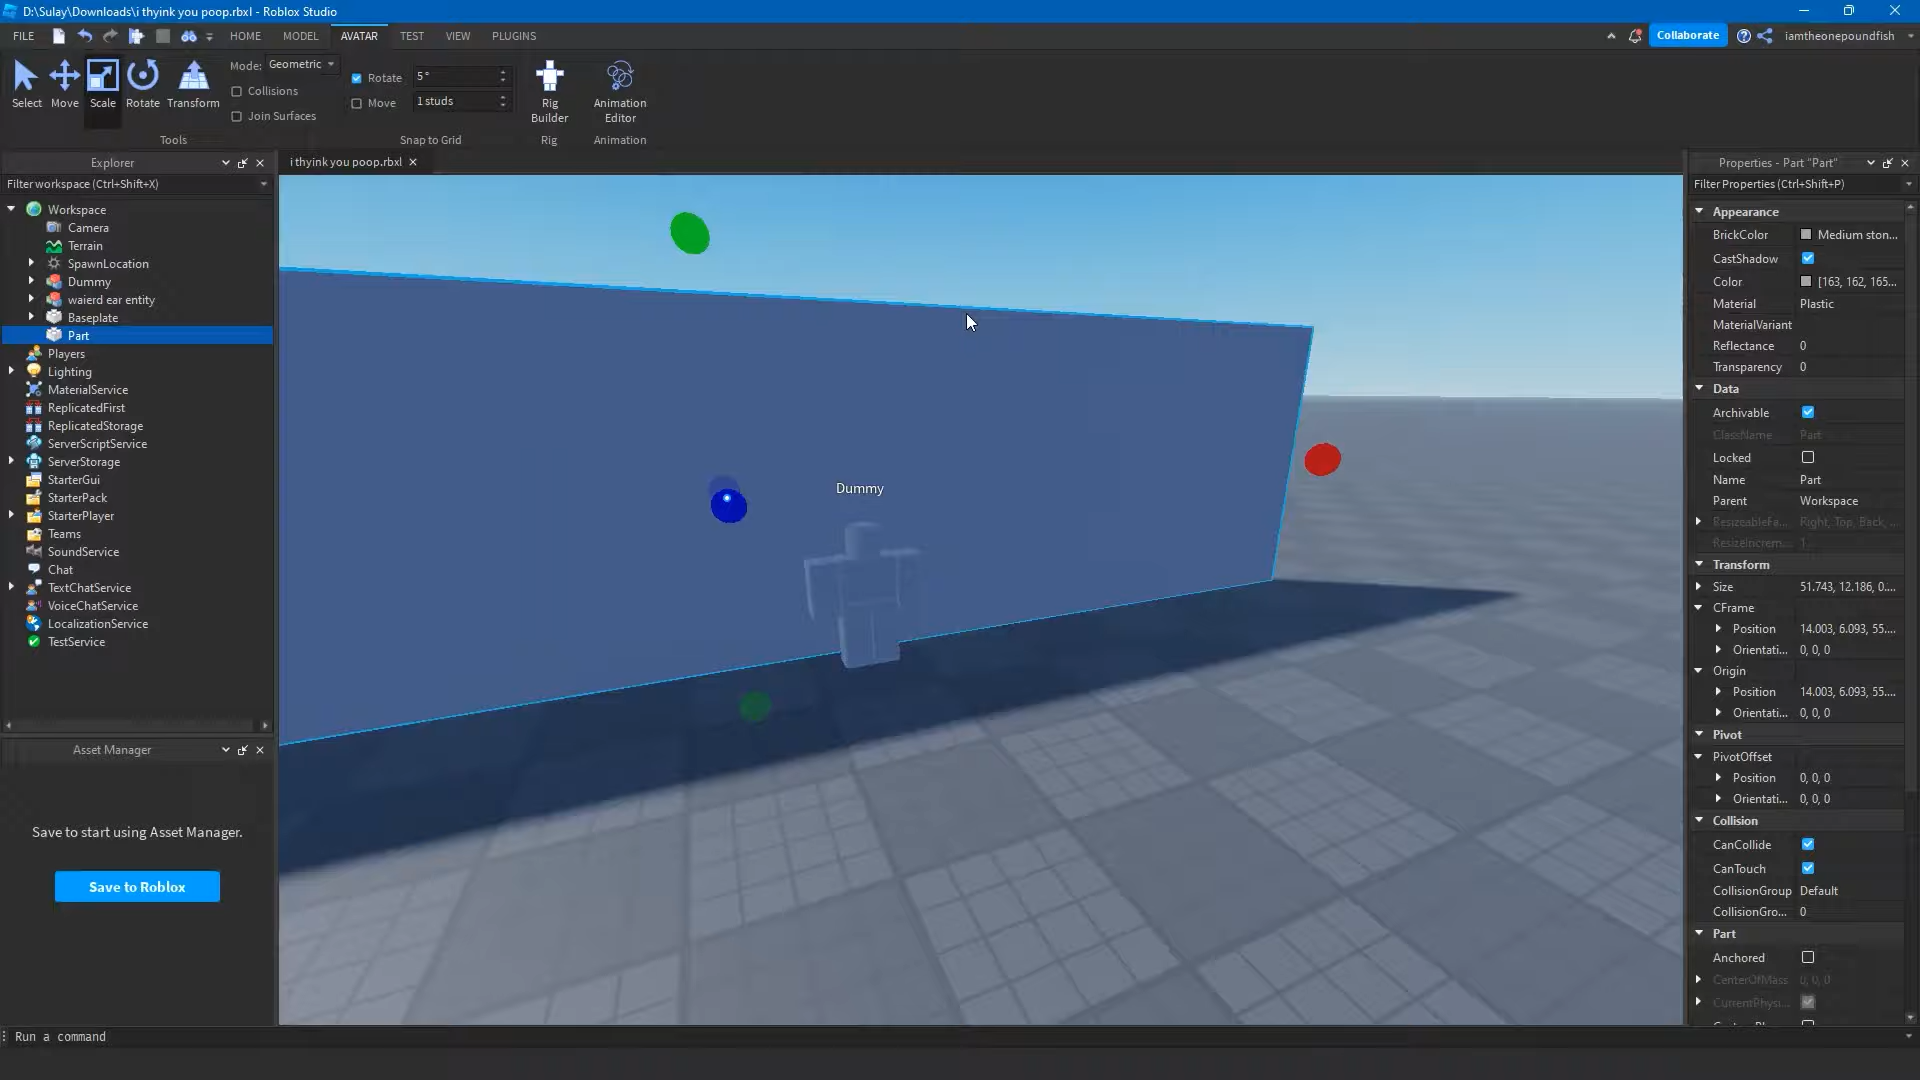 D:\Sulay\Downloads\i thyink you poop.rbxl - Roblox Studio
FILE
HOME
MODEL
AVATAR
TEST
VIEW
PLUGINS
Collaborate
iamtheonepoundfish
Select
Move
Scale
Rotate
Transform
Mode: Geometric
Collisions
Join Surfaces
Tools
Rotate 5°
Move 1 studs
Snap to Grid
Rig
Builder
Rig
Animation
Editor
Animation
Explorer
Filter workspace (Ctrl+Shift+X)
Workspace
Camera
Terrain
SpawnLocation
Dummy
waierd ear entity
Baseplate
Part
Players
Lighting
MaterialService
ReplicatedFirst
ReplicatedStorage
ServerScriptService
ServerStorage
StarterGui
StarterPack
StarterPlayer
Teams
SoundService
Chat
TextChatService
VoiceChatService
LocalizationService
TestService
Asset Manager
Save to start using Asset Manager.
Save to Roblox
i thyink you poop.rbxl
Dummy
Properties - Part "Part"
Filter Properties (Ctrl+Shift+P)
Appearance
BrickColor Medium ston...
CastShadow
Color [163, 162, 165...
Material Plastic
MaterialVariant
Reflectance 0
Transparency 0
Data
Archivable
ClassName Part
Locked
Name Part
Parent Workspace
ResizeableFa... Right, Top, Back, ...
ResizeIncrem... 1
Transform
Size 51.743, 12.186, 0....
CFrame
Position 14.003, 6.093, 55....
Orientati... 0, 0, 0
Origin
Position 14.003, 6.093, 55....
Orientati... 0, 0, 0
Pivot
PivotOffset
Position 0, 0, 0
Orientati... 0, 0, 0
Collision
CanCollide
CanTouch
CollisionGroup Default
CollisionGro... 0
Part
Anchored
CenterOfMass 0, 0, 0
CurrentPhysi...
Run a command